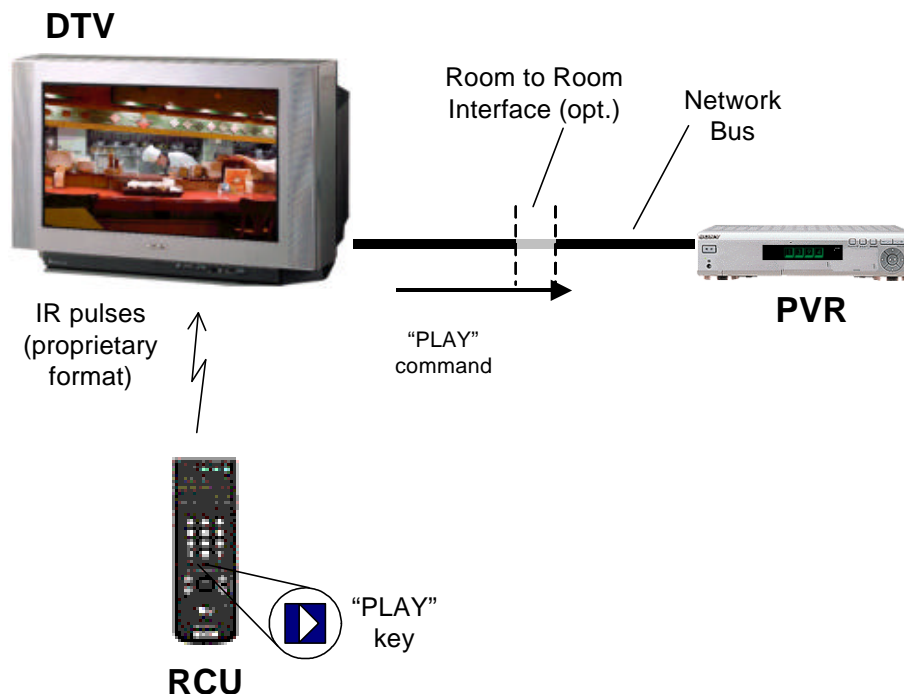 DTV
Room to Room
Interface (opt.)
Network
Bus
IR pulses
(proprietary
format)
“PLAY”
command
PVR
“PLAY”
key
RCU